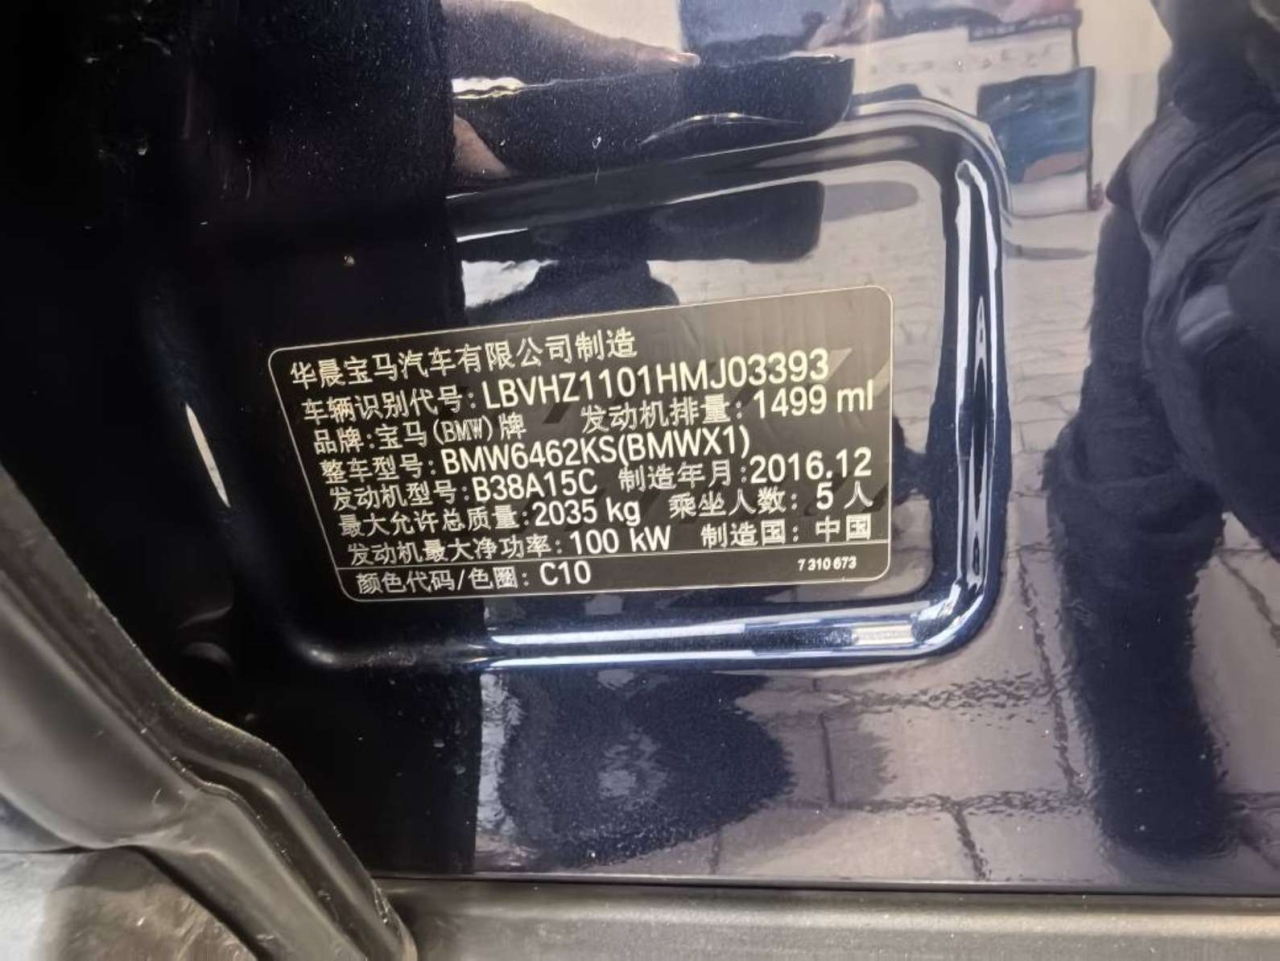 华晨宝马汽车有限公司制造
车辆识别代号:LBVHZ1101HMJ03393
品牌:宝马(BMW)牌 发动机排量:1499 ml
整车型号:BMW6462KS(BMWX1)
发动机型号:B38A15C 制造年月:2016.12
最大允许总质量:2035 kg 乘坐人数:5人
发动机最大净功率:100 kW 制造国:中国
颜色代码/色圈:C10 7 310 673